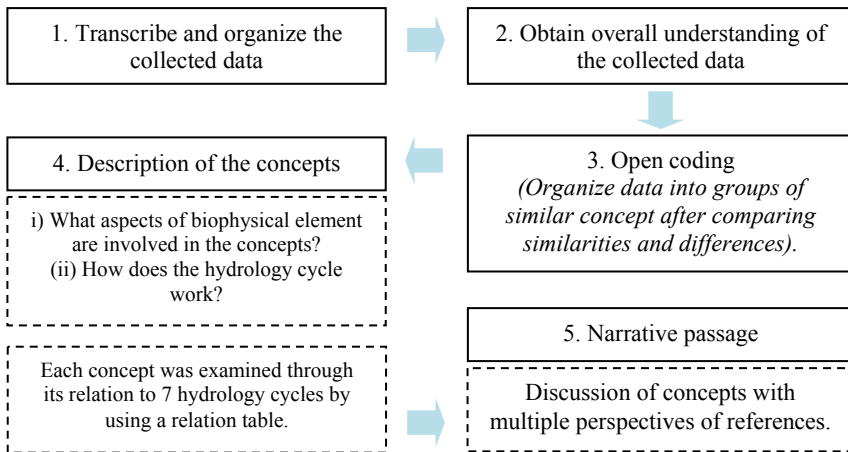 1. Transcribe and organize the
collected data
2. Obtain overall understanding of
the collected data
3. Open coding
(Organize data into groups of
similar concept after comparing
similarities and differences).
4. Description of the concepts
i) What aspects of biophysical element
are involved in the concepts?
(ii) How does the hydrology cycle
work?
Each concept was examined through
its relation to 7 hydrology cycles by
using a relation table.
5. Narrative passage
Discussion of concepts with
multiple perspectives of references.